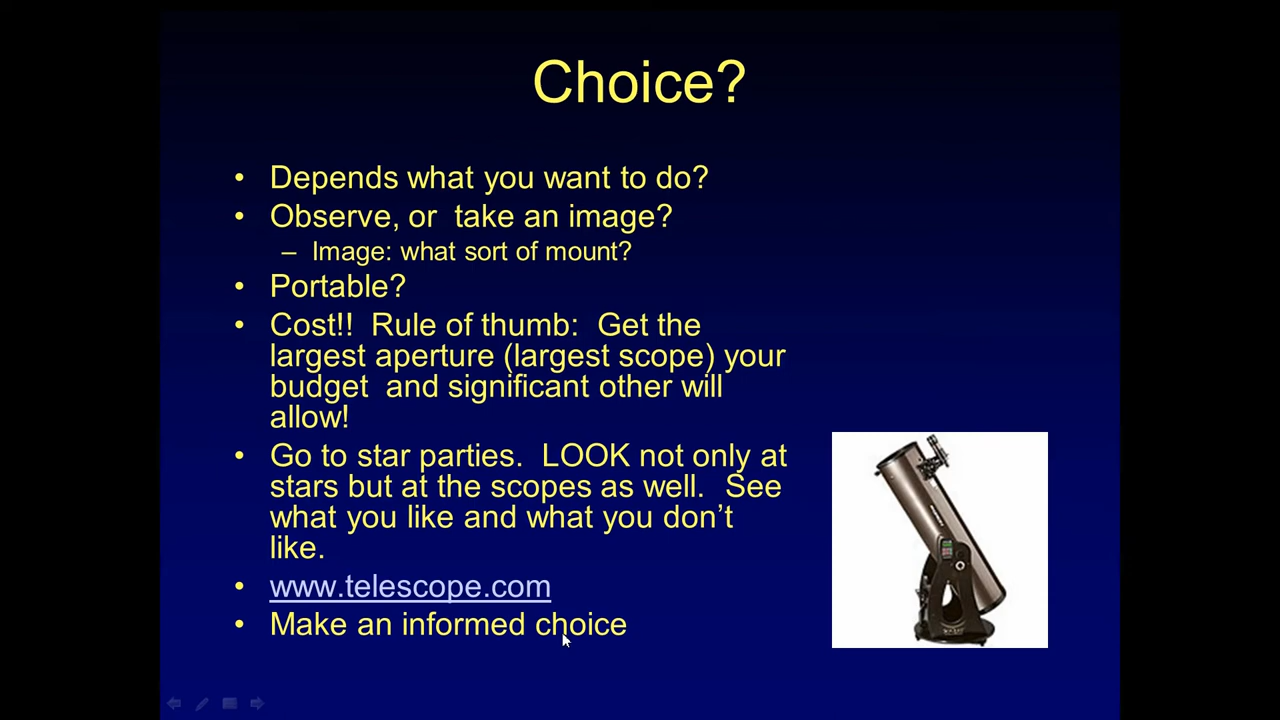 Choice?
• Depends what you want to do?
• Observe, or  take an image?
– Image: what sort of mount?
• Portable?
• Cost!!  Rule of thumb:  Get the
largest aperture (largest scope) your
budget  and significant other will
allow!
• Go to star parties.  LOOK not only at
stars but at the scopes as well.  See
what you like and what you don’t
like.
• www.telescope.com
• Make an informed choice